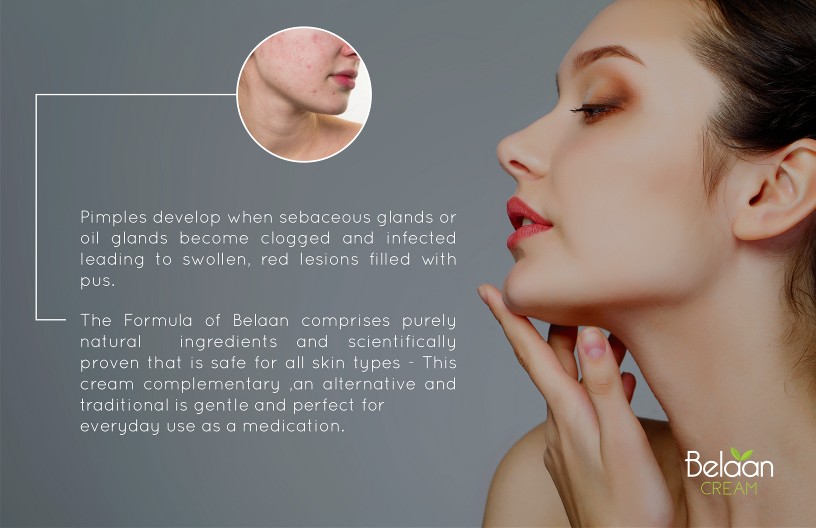 Pimples develop when sebaceous glands or
oil glands become clogged and infected
leading to swollen, red lesions filled with
pus.
The Formula of Belaan comprises purely
natural ingredients and scientifically
proven that is safe for all skin types - This
cream complementary ,an alternative and
traditional is gentle and perfect for
everyday use as a medication.
Belaan
CREAM